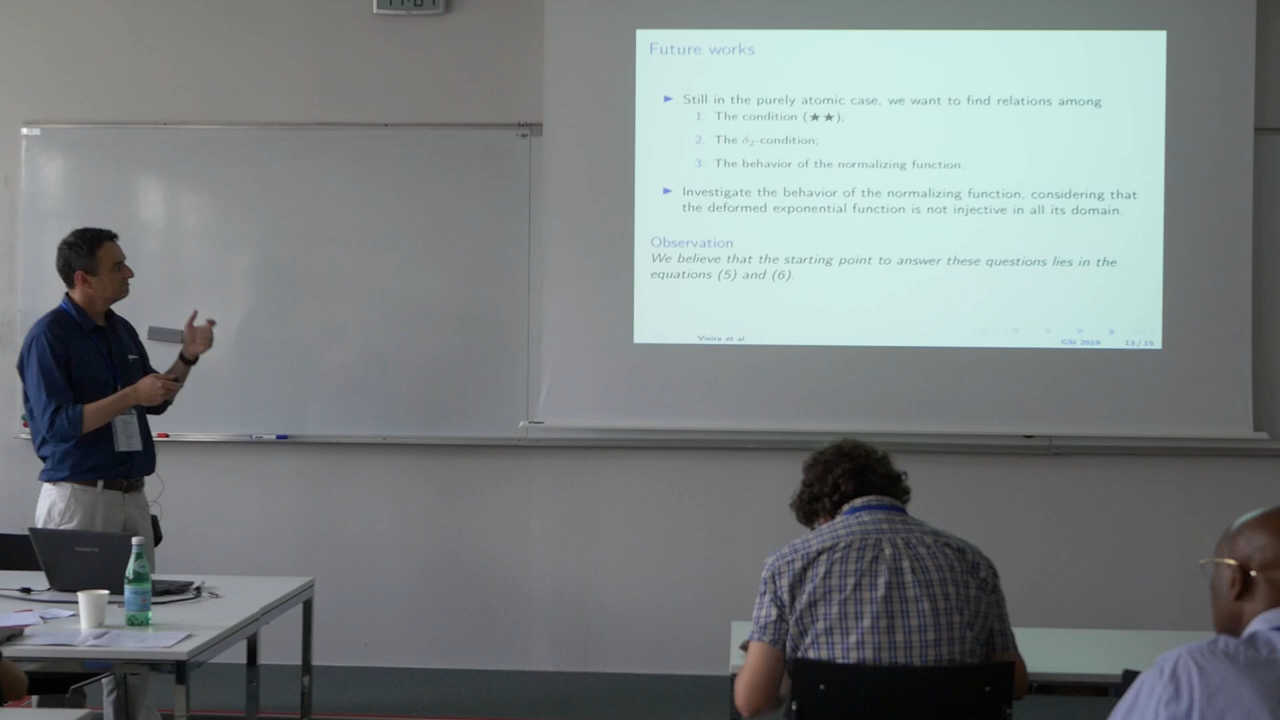 Future works
► Still in the purely atomic case, we want to find relations among
1. The condition (★★);
2. The δ₂-condition;
3. The behavior of the normalizing function.
► Investigate the behavior of the normalizing function, considering that
the deformed exponential function is not injective in all its domain.
Observation
We believe that the starting point to answer these questions lies in the
equations (5) and (6).
Vieira et al GSI 2019 13 / 15